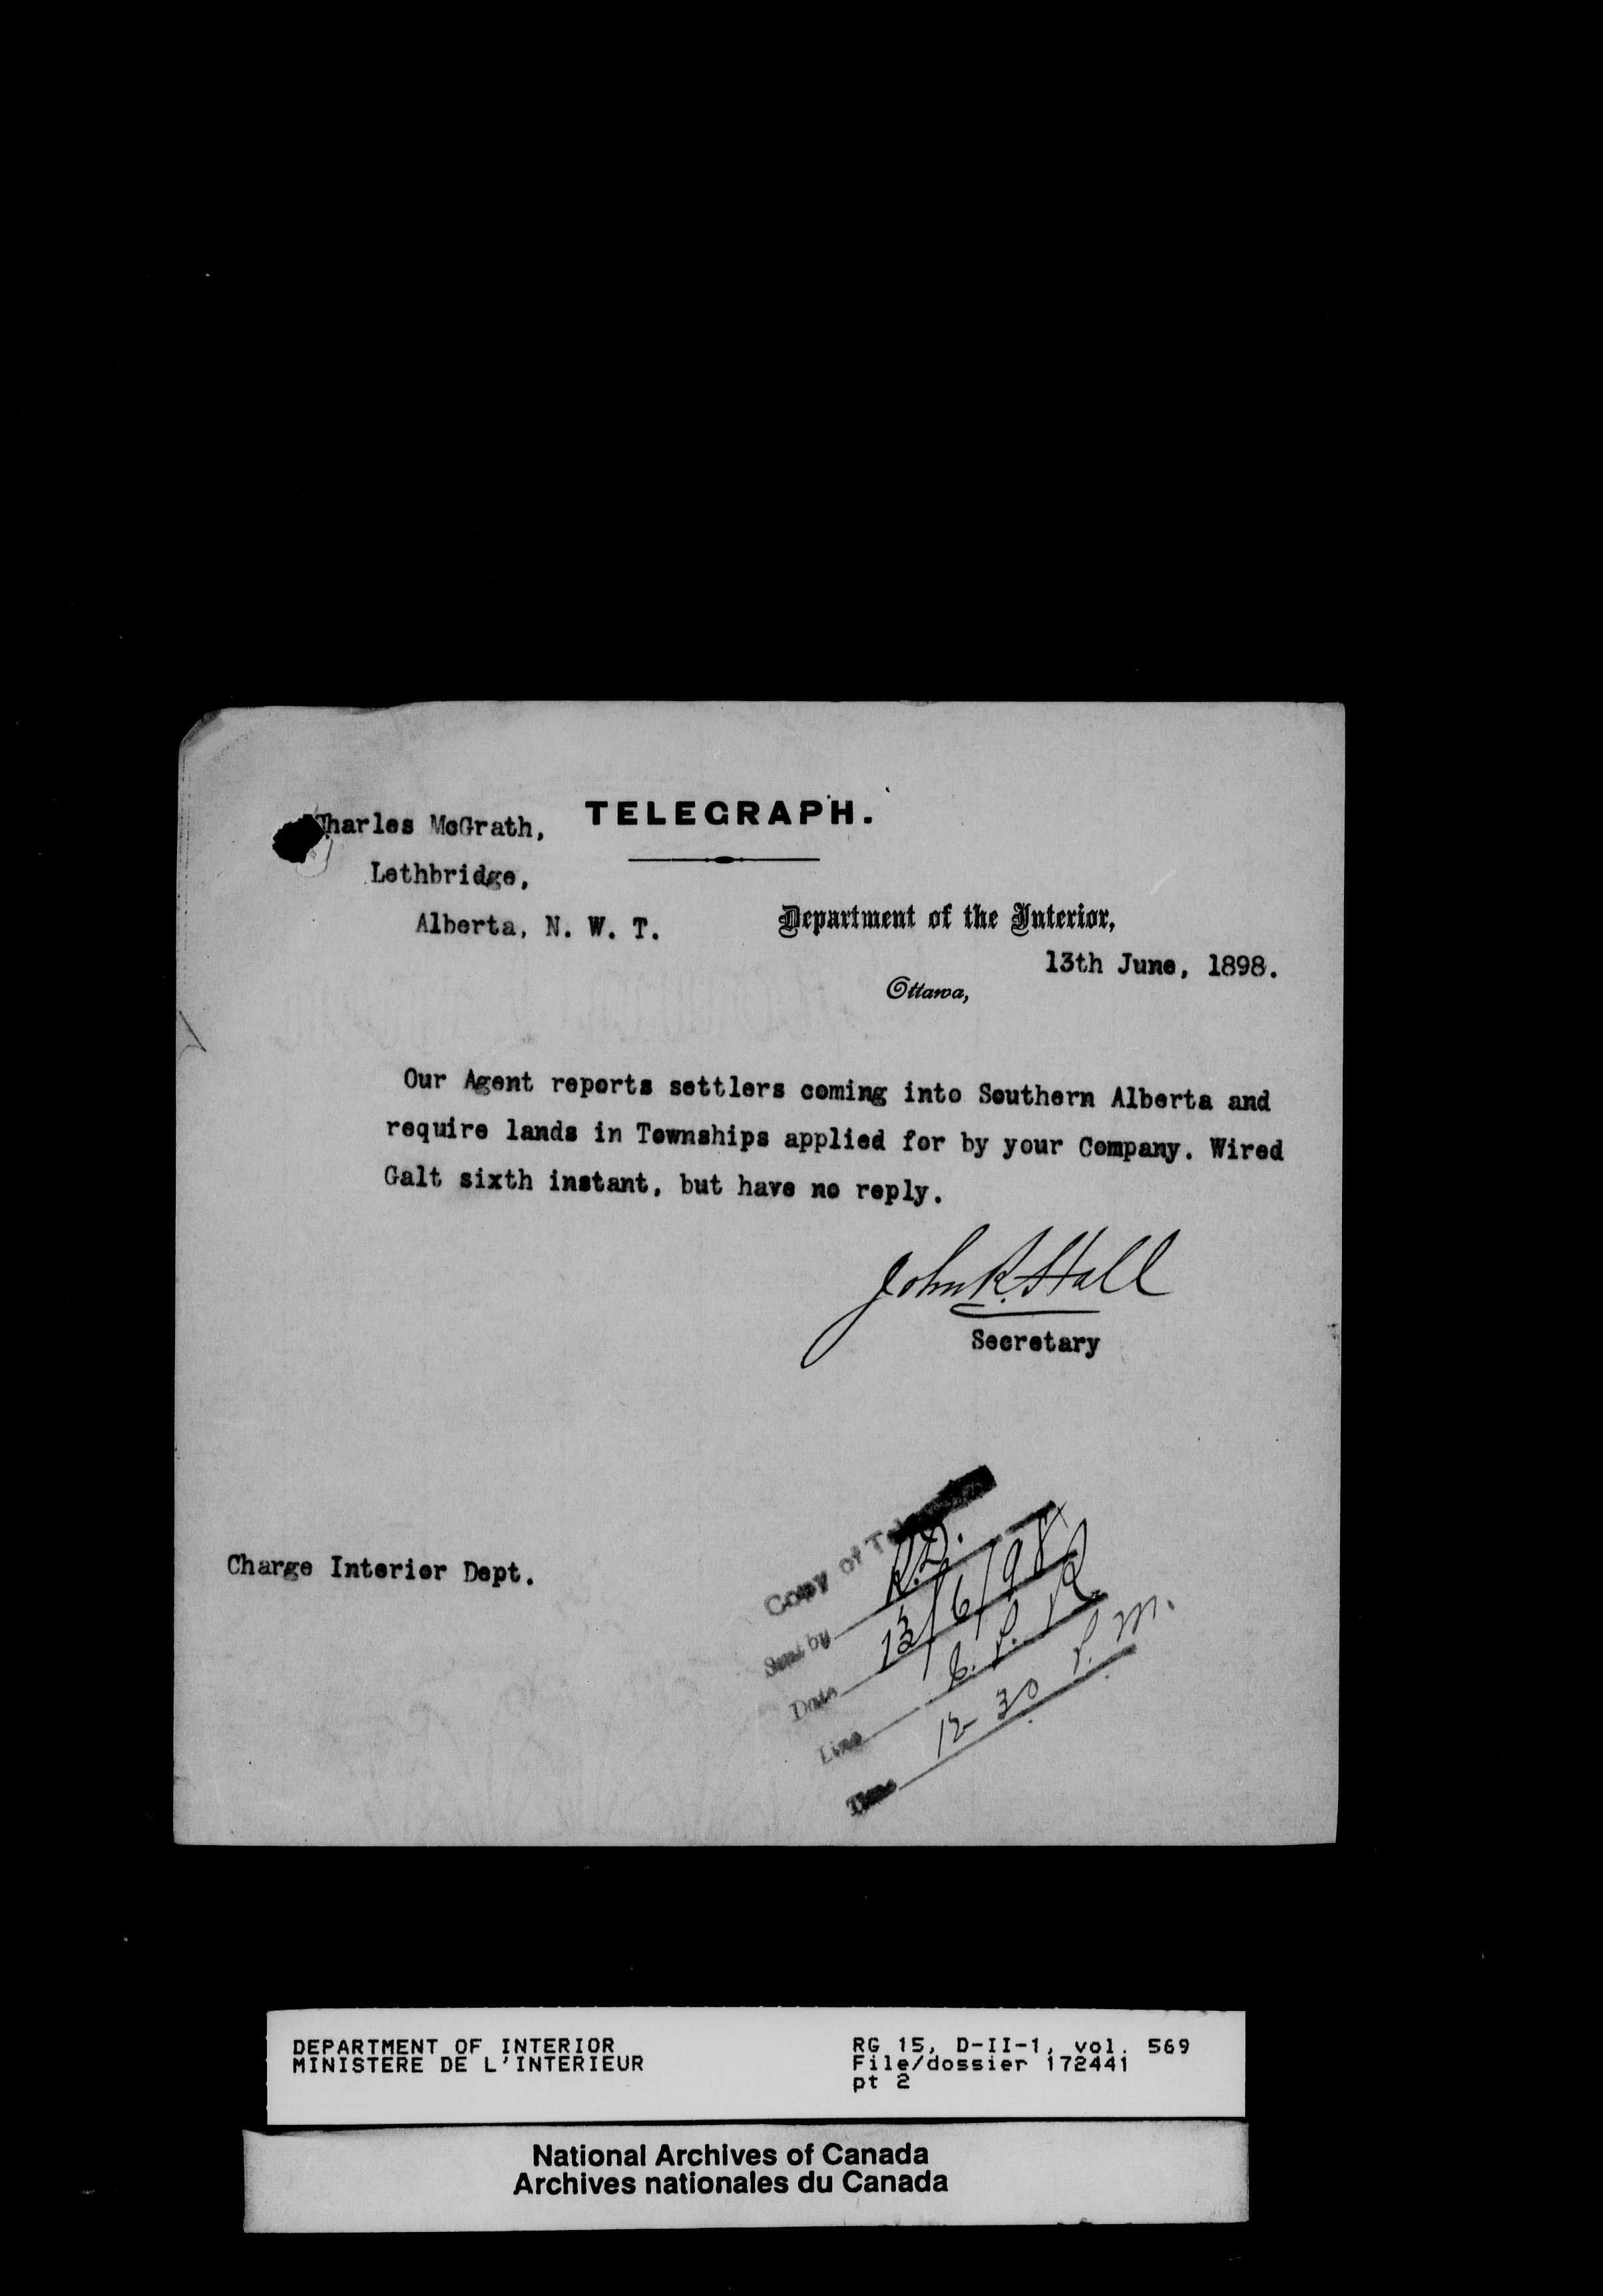 TELEGRAPH.
Charles McGrath,
Lethbridge,
Alberta, N. W. T.
Department of the Interior,
13th June, 1898.
Ottawa,
Our Agent reports settlers coming into Southern Alberta and
require lands in Townships applied for by your Company. Wired
Galt sixth instant, but have no reply.
John R. Hall
Secretary
Charge Interior Dept.
Copy of
Sent by R.D.
Date 13/6/98
Line C. P. R.
Time 12 30 P. M.
DEPARTMENT OF INTERIOR
MINISTERE DE L'INTERIEUR
RG 15, D-II-1, vol. 569
File/dossier 172441
pt 2
National Archives of Canada
Archives nationales du Canada